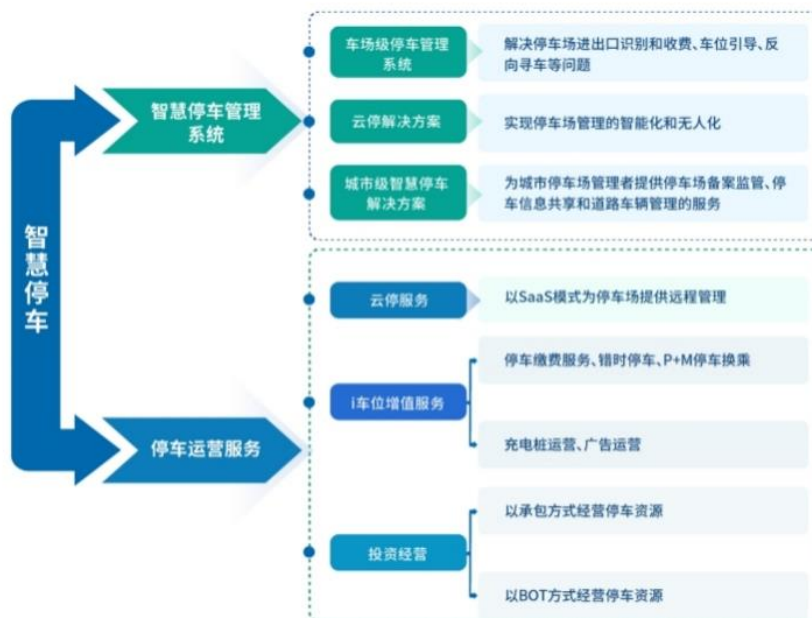 智慧停车
智慧停车管理
系统
车场级停车管理
系统
解决停车场进出口识别和收费、车位引导、反
向寻车等问题
云停解决方案
实现停车场管理的智能化和无人化
城市级智慧停车
解决方案
为城市停车场管理者提供停车场备案监管、停
车信息共享和道路车辆管理的服务
停车运营服务
云停服务
以SaaS模式为停车场提供远程管理
i车位增值服务
停车缴费服务、错时停车、P+M停车换乘
充电桩运营、广告运营
投资经营
以承包方式经营停车资源
以BOT方式经营停车资源